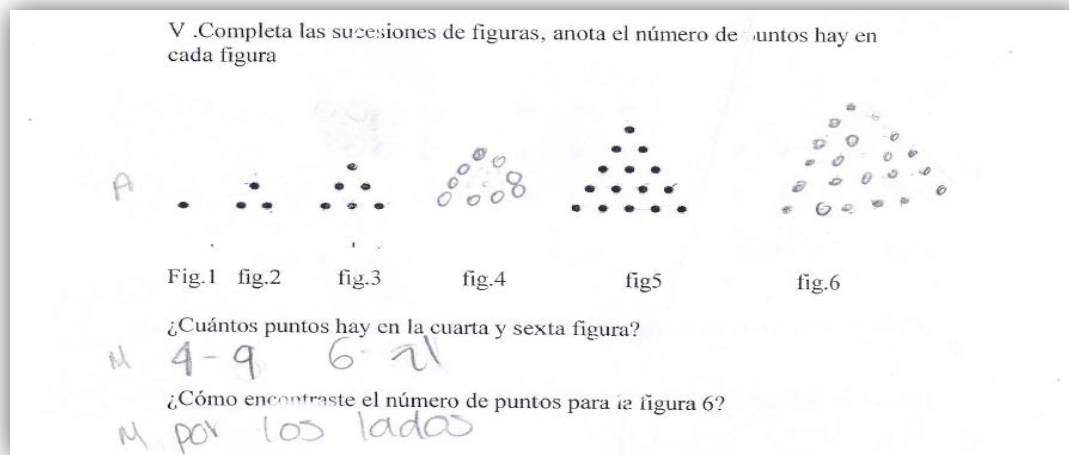 V .Completa las sucesiones de figuras, anota el número de untos hay en
cada figura
A
Fig.1 fig.2 fig.3 fig.4 fig5 fig.6
¿Cuántos puntos hay en la cuarta y sexta figura?
M 4-9 6-21
¿Cómo encontraste el número de puntos para la figura 6?
M por los lados